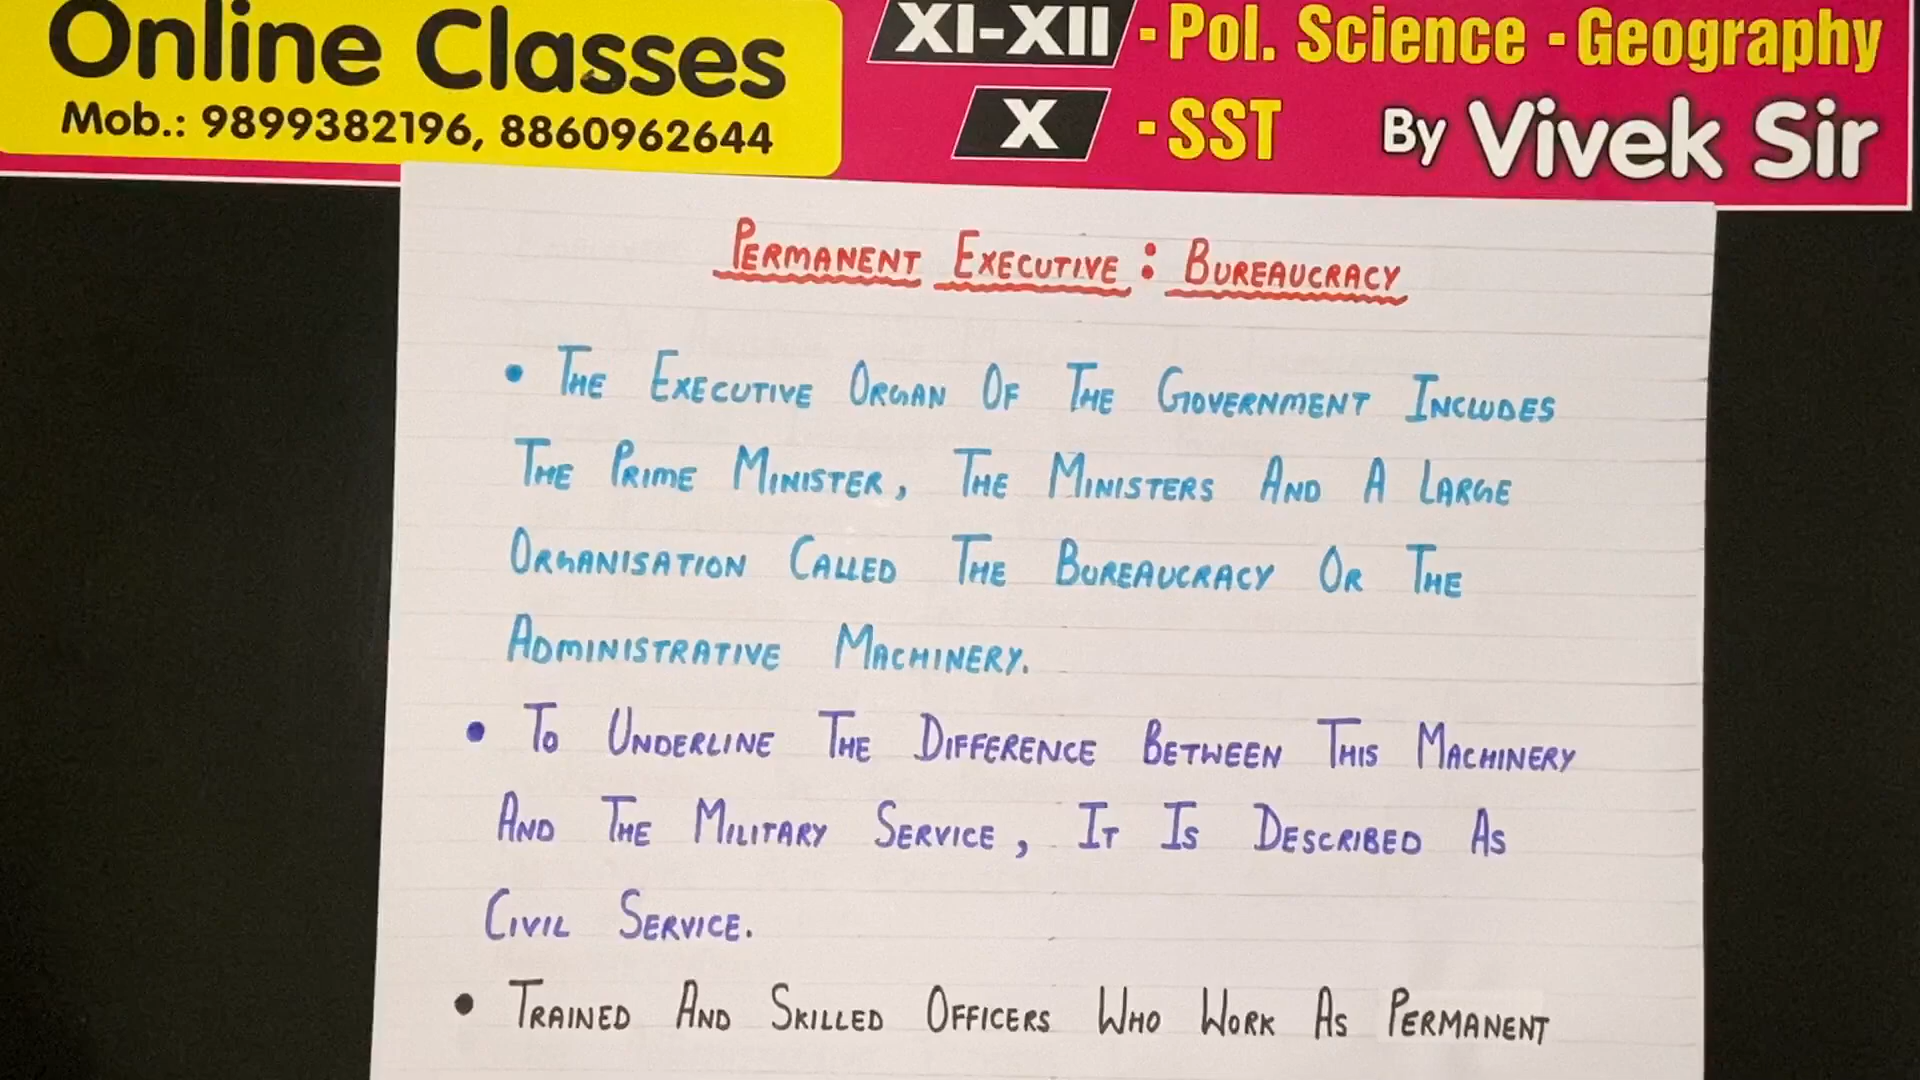 Online Classes
Mob.: 9899382196, 8860962644
XI-XII - Pol. Science - Geography
X - SST By Vivek Sir
PERMANENT EXECUTIVE : BUREAUCRACY
• THE EXECUTIVE ORGAN OF THE GOVERNMENT INCLUDES
THE PRIME MINISTER, THE MINISTERS AND A LARGE
ORGANISATION CALLED THE BUREAUCRACY OR THE
ADMINISTRATIVE MACHINERY.
• TO UNDERLINE THE DIFFERENCE BETWEEN THIS MACHINERY
AND THE MILITARY SERVICE, IT IS DESCRIBED AS
CIVIL SERVICE.
• TRAINED AND SKILLED OFFICERS WHO WORK AS PERMANENT